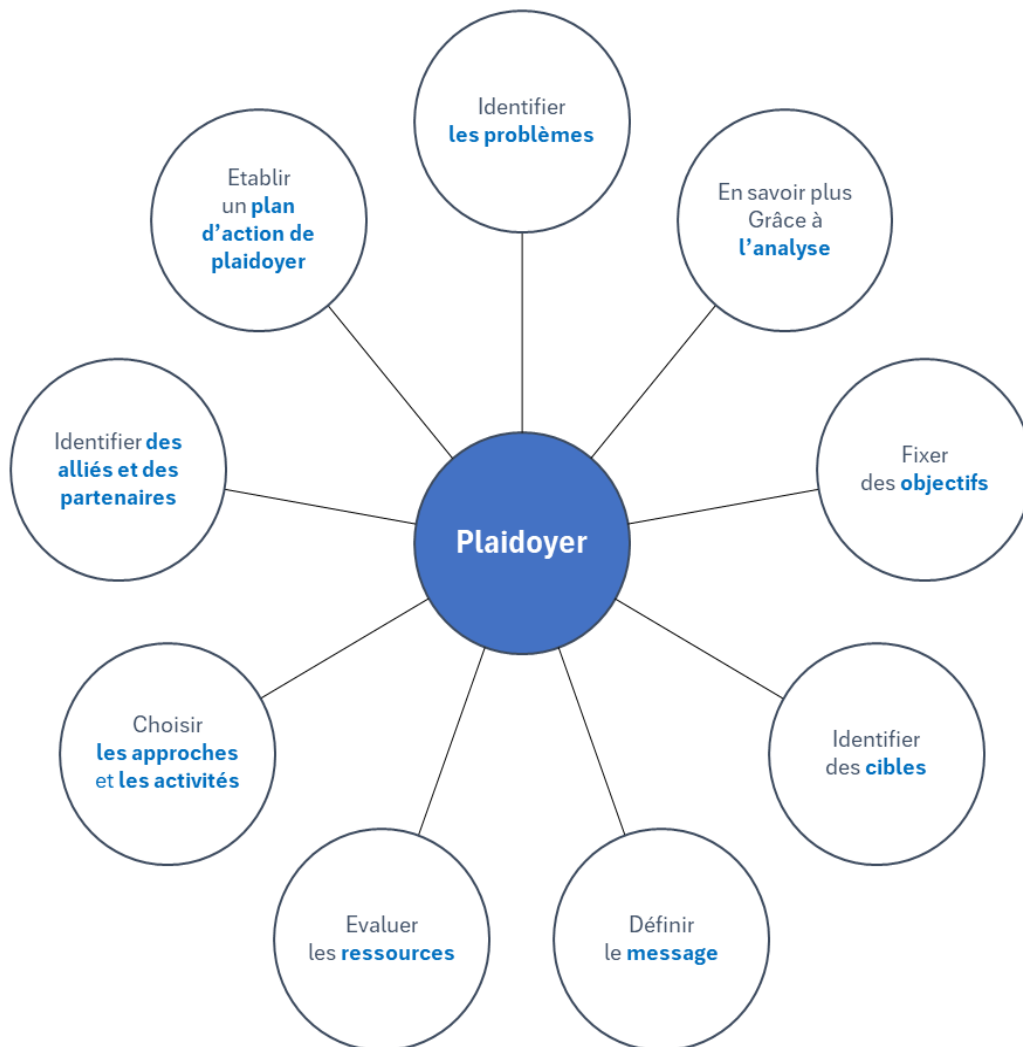 Identifier
les problèmes
En savoir plus
Grâce à
l’analyse
Fixer
des objectifs
Identifier
des cibles
Définir
le message
Evaluer
les ressources
Choisir
les approches
et les activités
Identifier des
alliés et des
partenaires
Etablir
un plan
d’action de
plaidoyer
Plaidoyer